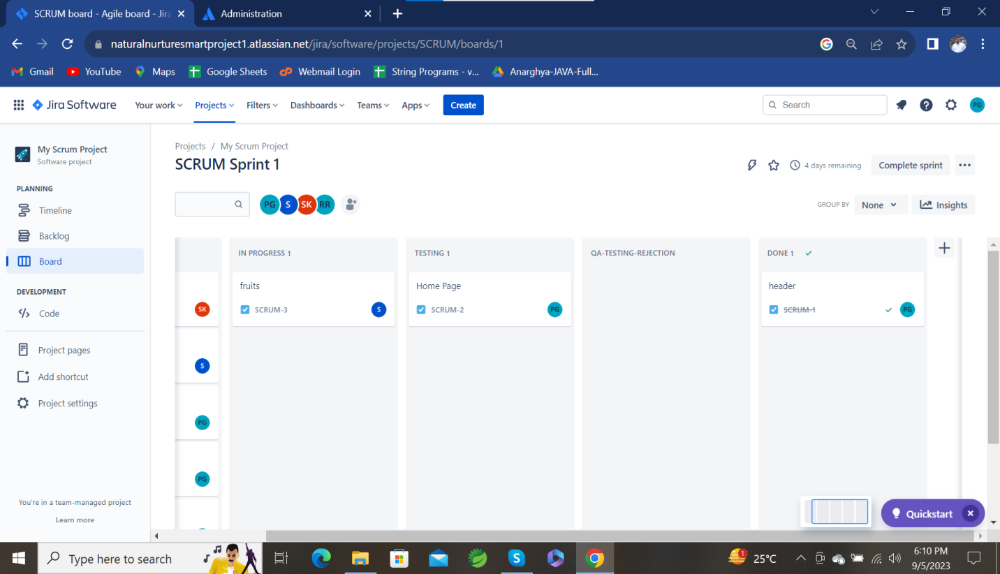 SCRUM board - Agile board - Jira
Administration
naturalnurturesmartproject1.atlassian.net/jira/software/projects/SCRUM/boards/1
Gmail YouTube Maps Google Sheets Webmail Login String Programs - v... Anarghya-JAVA-Full...
Jira Software Your work Projects Filters Dashboards Teams Apps Create Search PG
My Scrum Project
Software project
PLANNING
Timeline
Backlog
Board
DEVELOPMENT
Code
Project pages
Add shortcut
Project settings
You're in a team-managed project
Learn more
Projects / My Scrum Project
SCRUM Sprint 1
4 days remaining Complete sprint
PG S SK RR
GROUP BY None Insights
SK
S
PG
PG
IN PROGRESS 1
fruits
SCRUM-3 S
TESTING 1
Home Page
SCRUM-2 PG
QA-TESTING-REJECTION
DONE 1
header
SCRUM-1 PG
Quickstart
Type here to search
1
25°C
6:10 PM
9/5/2023